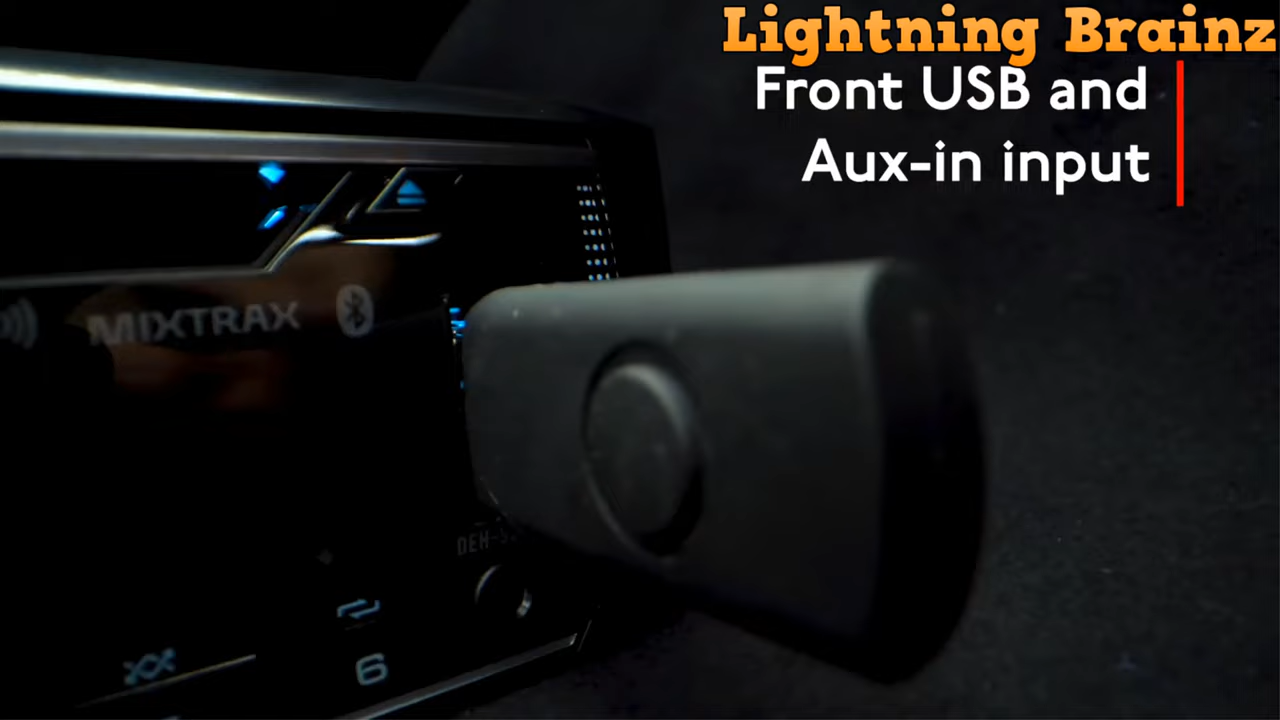 Lightning Brainz
Front USB and
Aux-in input
MIXTRAX
6